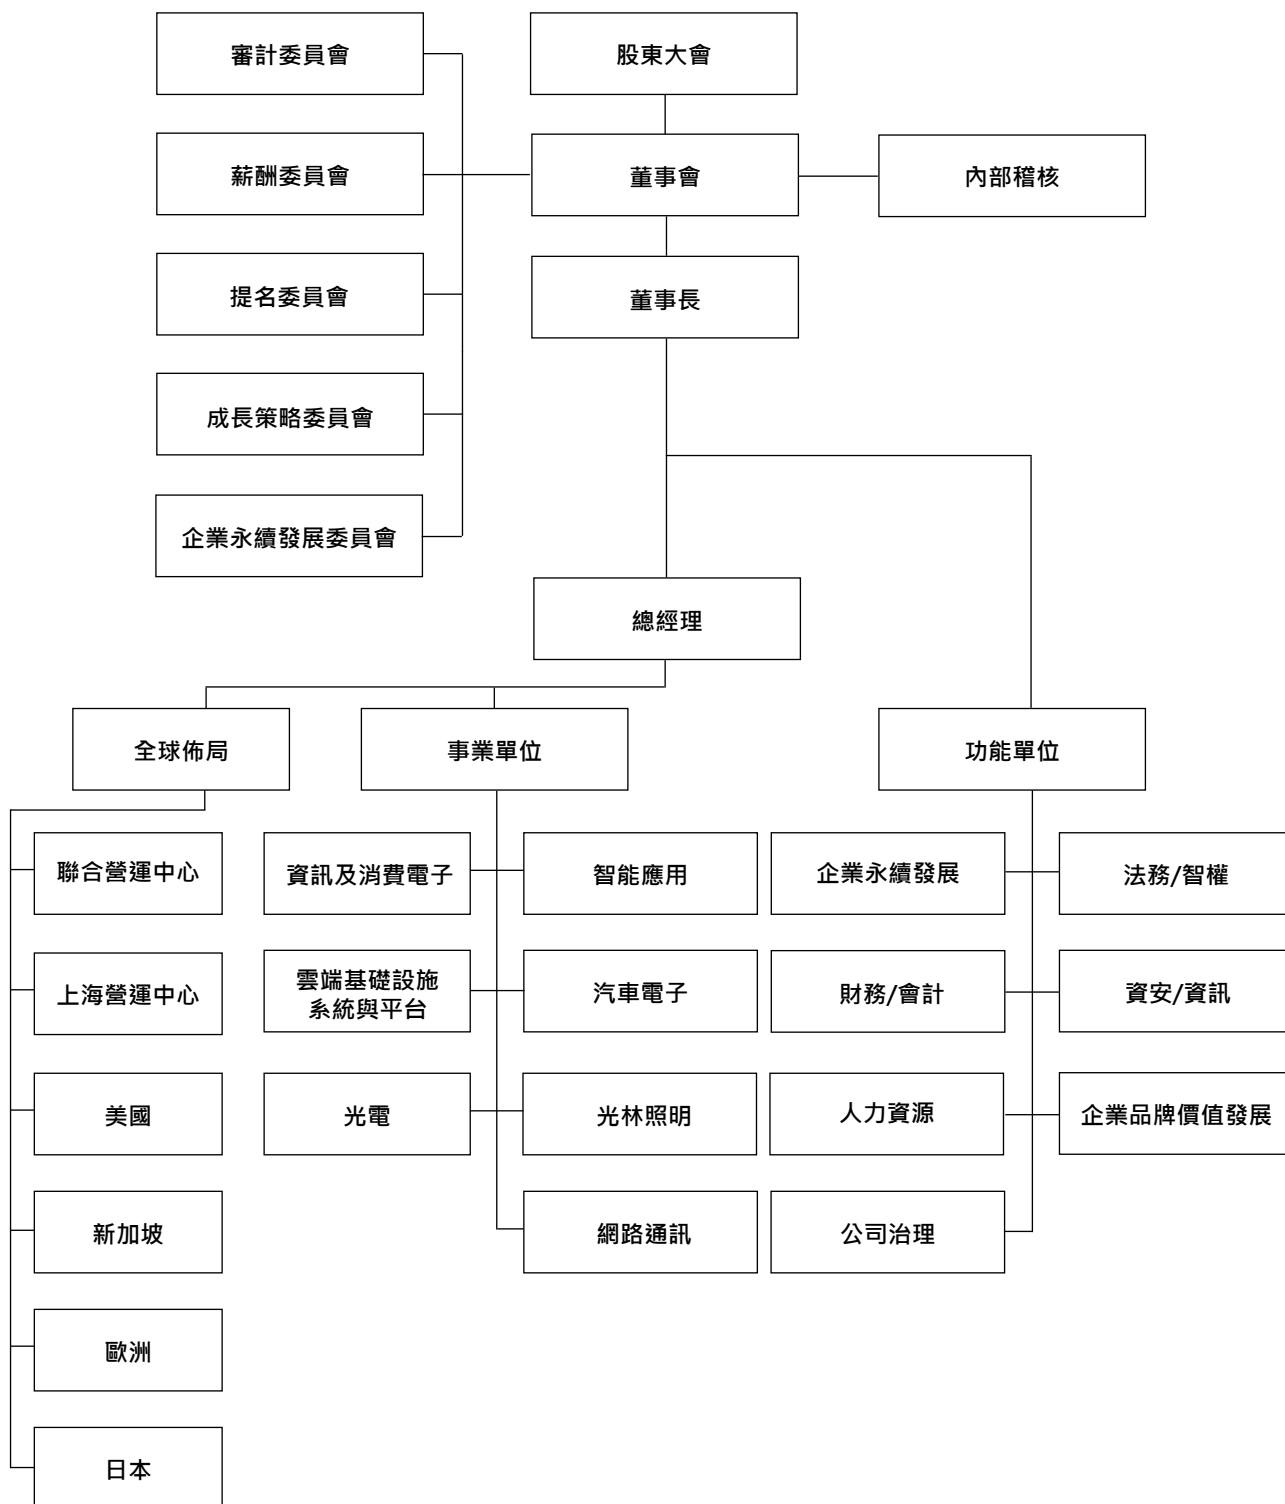 審計委員會
股東大會
薪酬委員會
董事會
內部稽核
提名委員會
董事長
成長策略委員會
企業永續發展委員會
總經理
全球佈局
事業單位
功能單位
聯合營運中心
資訊及消費電子
智能應用
企業永續發展
法務/智權
上海營運中心
雲端基礎設施
系統與平台
汽車電子
財務/會計
資安/資訊
美國
光電
光林照明
人力資源
企業品牌價值發展
新加坡
網路通訊
公司治理
歐洲
日本